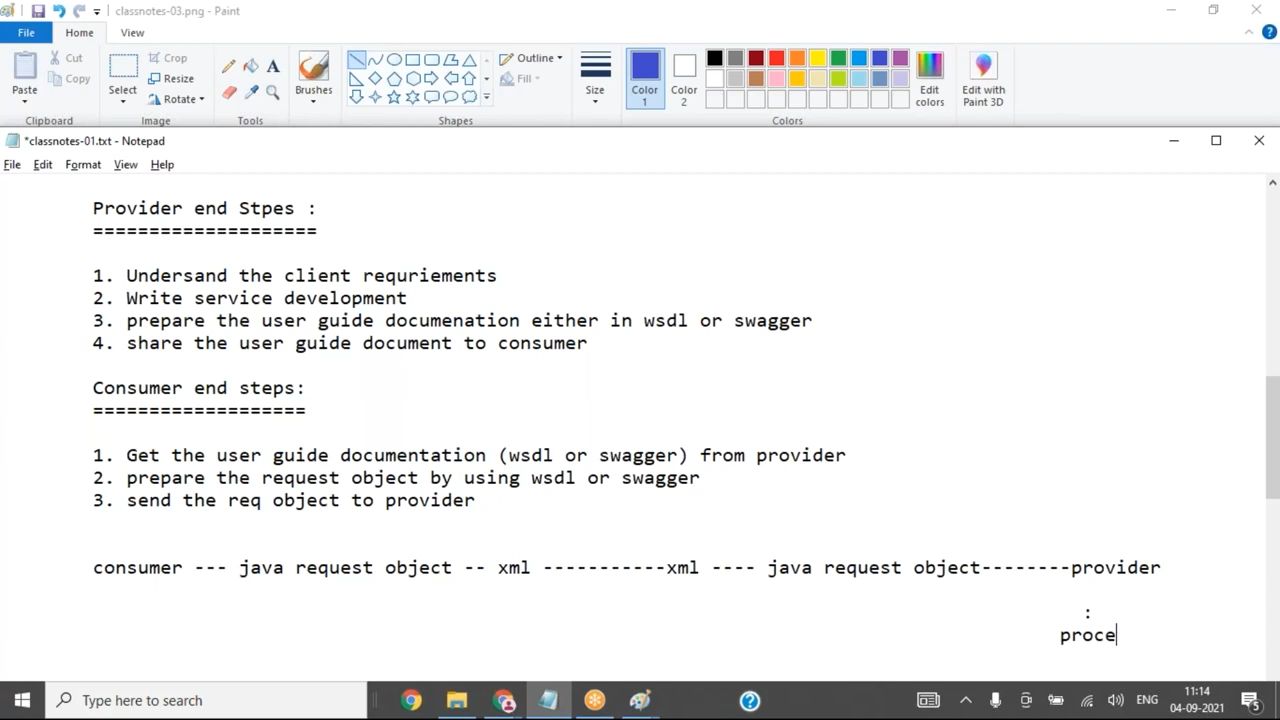 classnotes-03.png - Paint
File Home View
Paste
Cut
Copy
Clipboard
Select
Crop
Resize
Rotate
Image
A
Tools
Brushes
Shapes
Outline
Fill
Size
Color 1
Color 2
Edit colors
Colors
Edit with Paint 3D
*classnotes-01.txt - Notepad
File Edit Format View Help
Provider end Stpes :
====================
1. Undersand the client requriements
2. Write service development
3. prepare the user guide documenation either in wsdl or swagger
4. share the user guide document to consumer
Consumer end steps:
===================
1. Get the user guide documentation (wsdl or swagger) from provider
2. prepare the request object by using wsdl or swagger
3. send the req object to provider
consumer --- java request object -- xml -----------xml ---- java request object--------provider
:
proce
Type here to search
ENG
11:14
04-09-2021
5